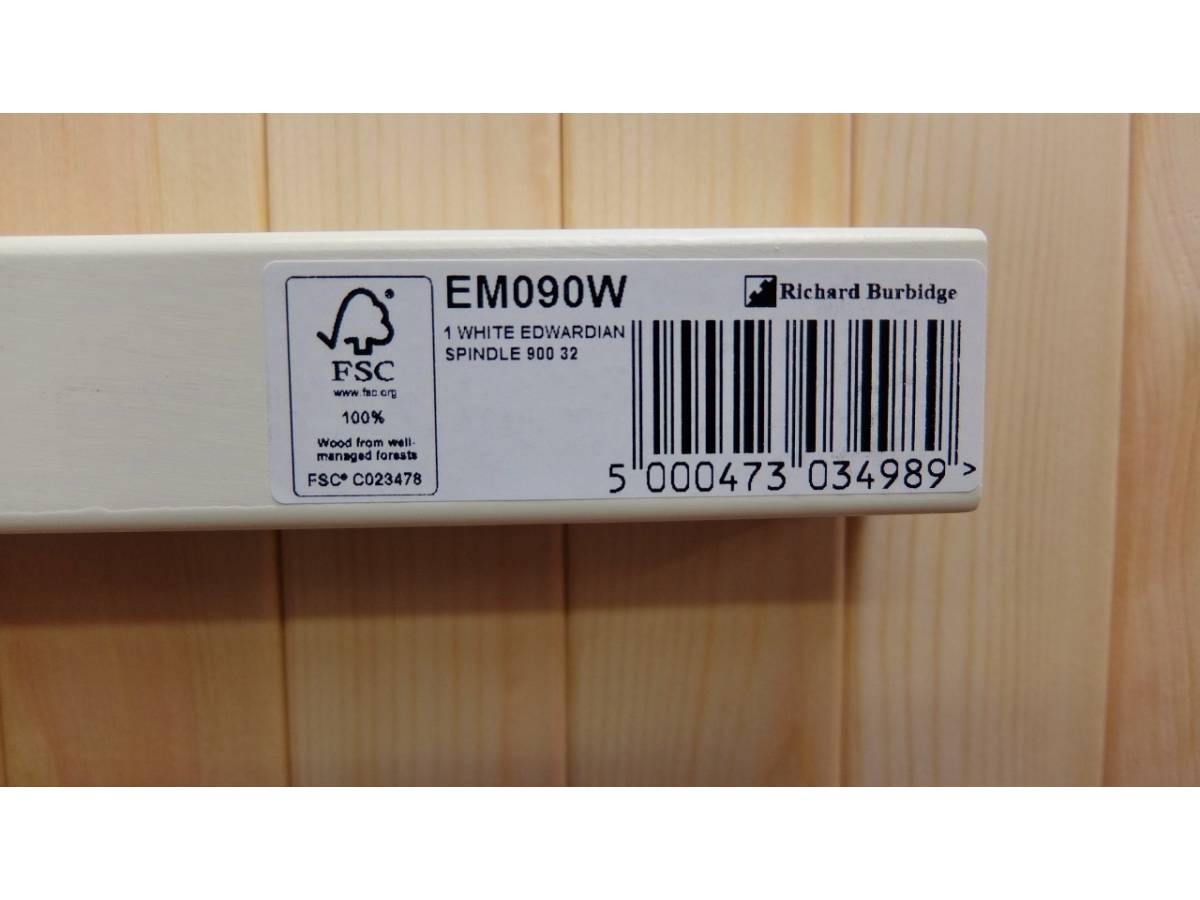 EM090W
Richard Burbidge
1 WHITE EDWARDIAN
SPINDLE 900 32
FSC
®
www.fsc.org
100%
Wood from well-
managed forests
FSC® C023478
5 000473 034989 >